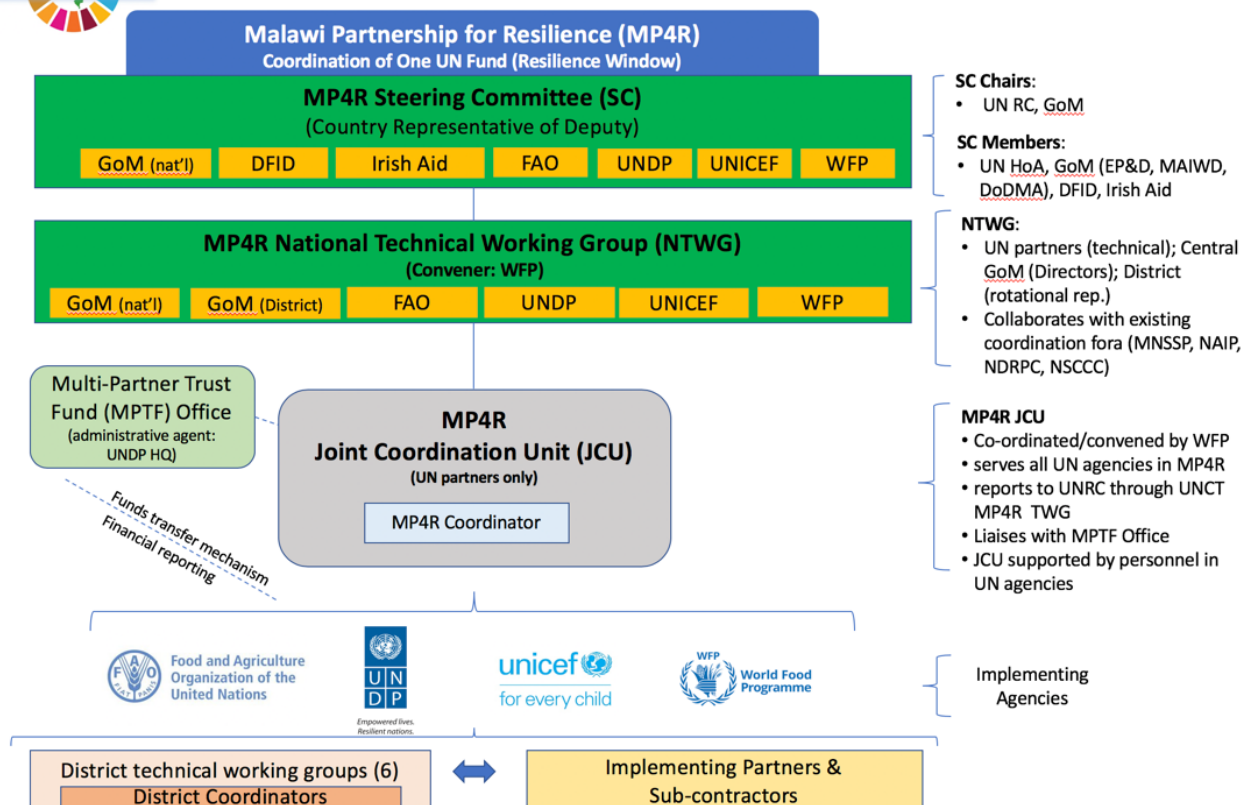 Malawi Partnership for Resilience (MP4R)
Coordination of One UN Fund (Resilience Window)
MP4R Steering Committee (SC)
(Country Representative of Deputy)
GoM (nat'l)
DFID
Irish Aid
FAO
UNDP
UNICEF
WFP
SC Chairs:
• UN RC, GoM
SC Members:
• UN HoA, GoM (EP&D, MAIWD,
DoDMA), DFID, Irish Aid
MP4R National Technical Working Group (NTWG)
(Convener: WFP)
GoM (nat'l)
GoM (District)
FAO
UNDP
UNICEF
WFP
NTWG:
• UN partners (technical); Central
GoM (Directors); District
(rotational rep.)
• Collaborates with existing
coordination fora (MNSSP, NAIP,
NDRPC, NSCCC)
Multi-Partner Trust
Fund (MPTF) Office
(administrative agent:
UNDP HQ)
MP4R
Joint Coordination Unit (JCU)
(UN partners only)
MP4R Coordinator
MP4R JCU
• Co-ordinated/convened by WFP
• serves all UN agencies in MP4R
• reports to UNRC through UNCT
MP4R TWG
• Liaises with MPTF Office
• JCU supported by personnel in
UN agencies
Funds transfer mechanism
Financial reporting
FAO
FIAT PANIS
Food and Agriculture
Organization of the
United Nations
UN
DP
Empowered lives.
Resilient nations.
unicef
for every child
WFP
World Food
Programme
Implementing
Agencies
District technical working groups (6)
District Coordinators
Implementing Partners &
Sub-contractors